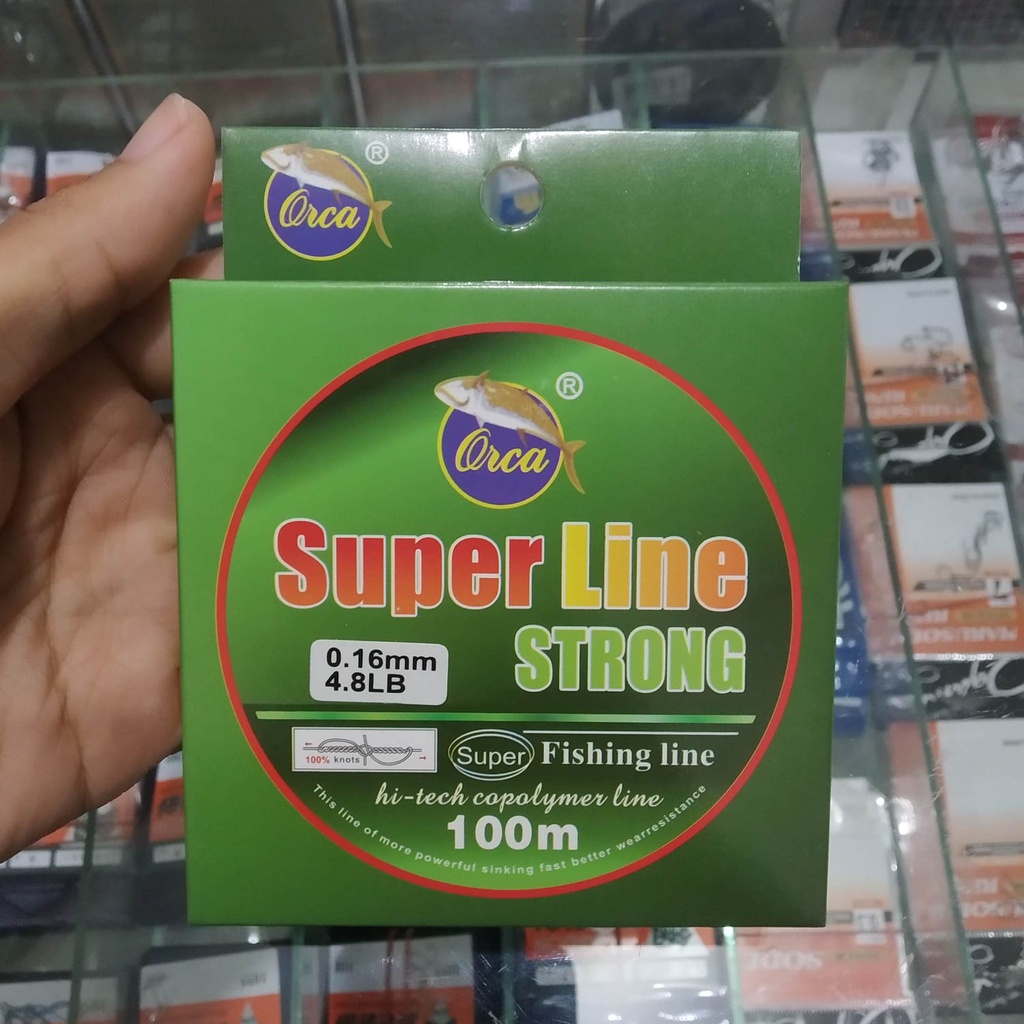 Orca ®
Orca ®
Super Line
STRONG
0.16mm
4.8LB
100% knots
Super Fishing line
hi-tech copolymer line
100m
This line of more powerful sinking fast better wearresistance